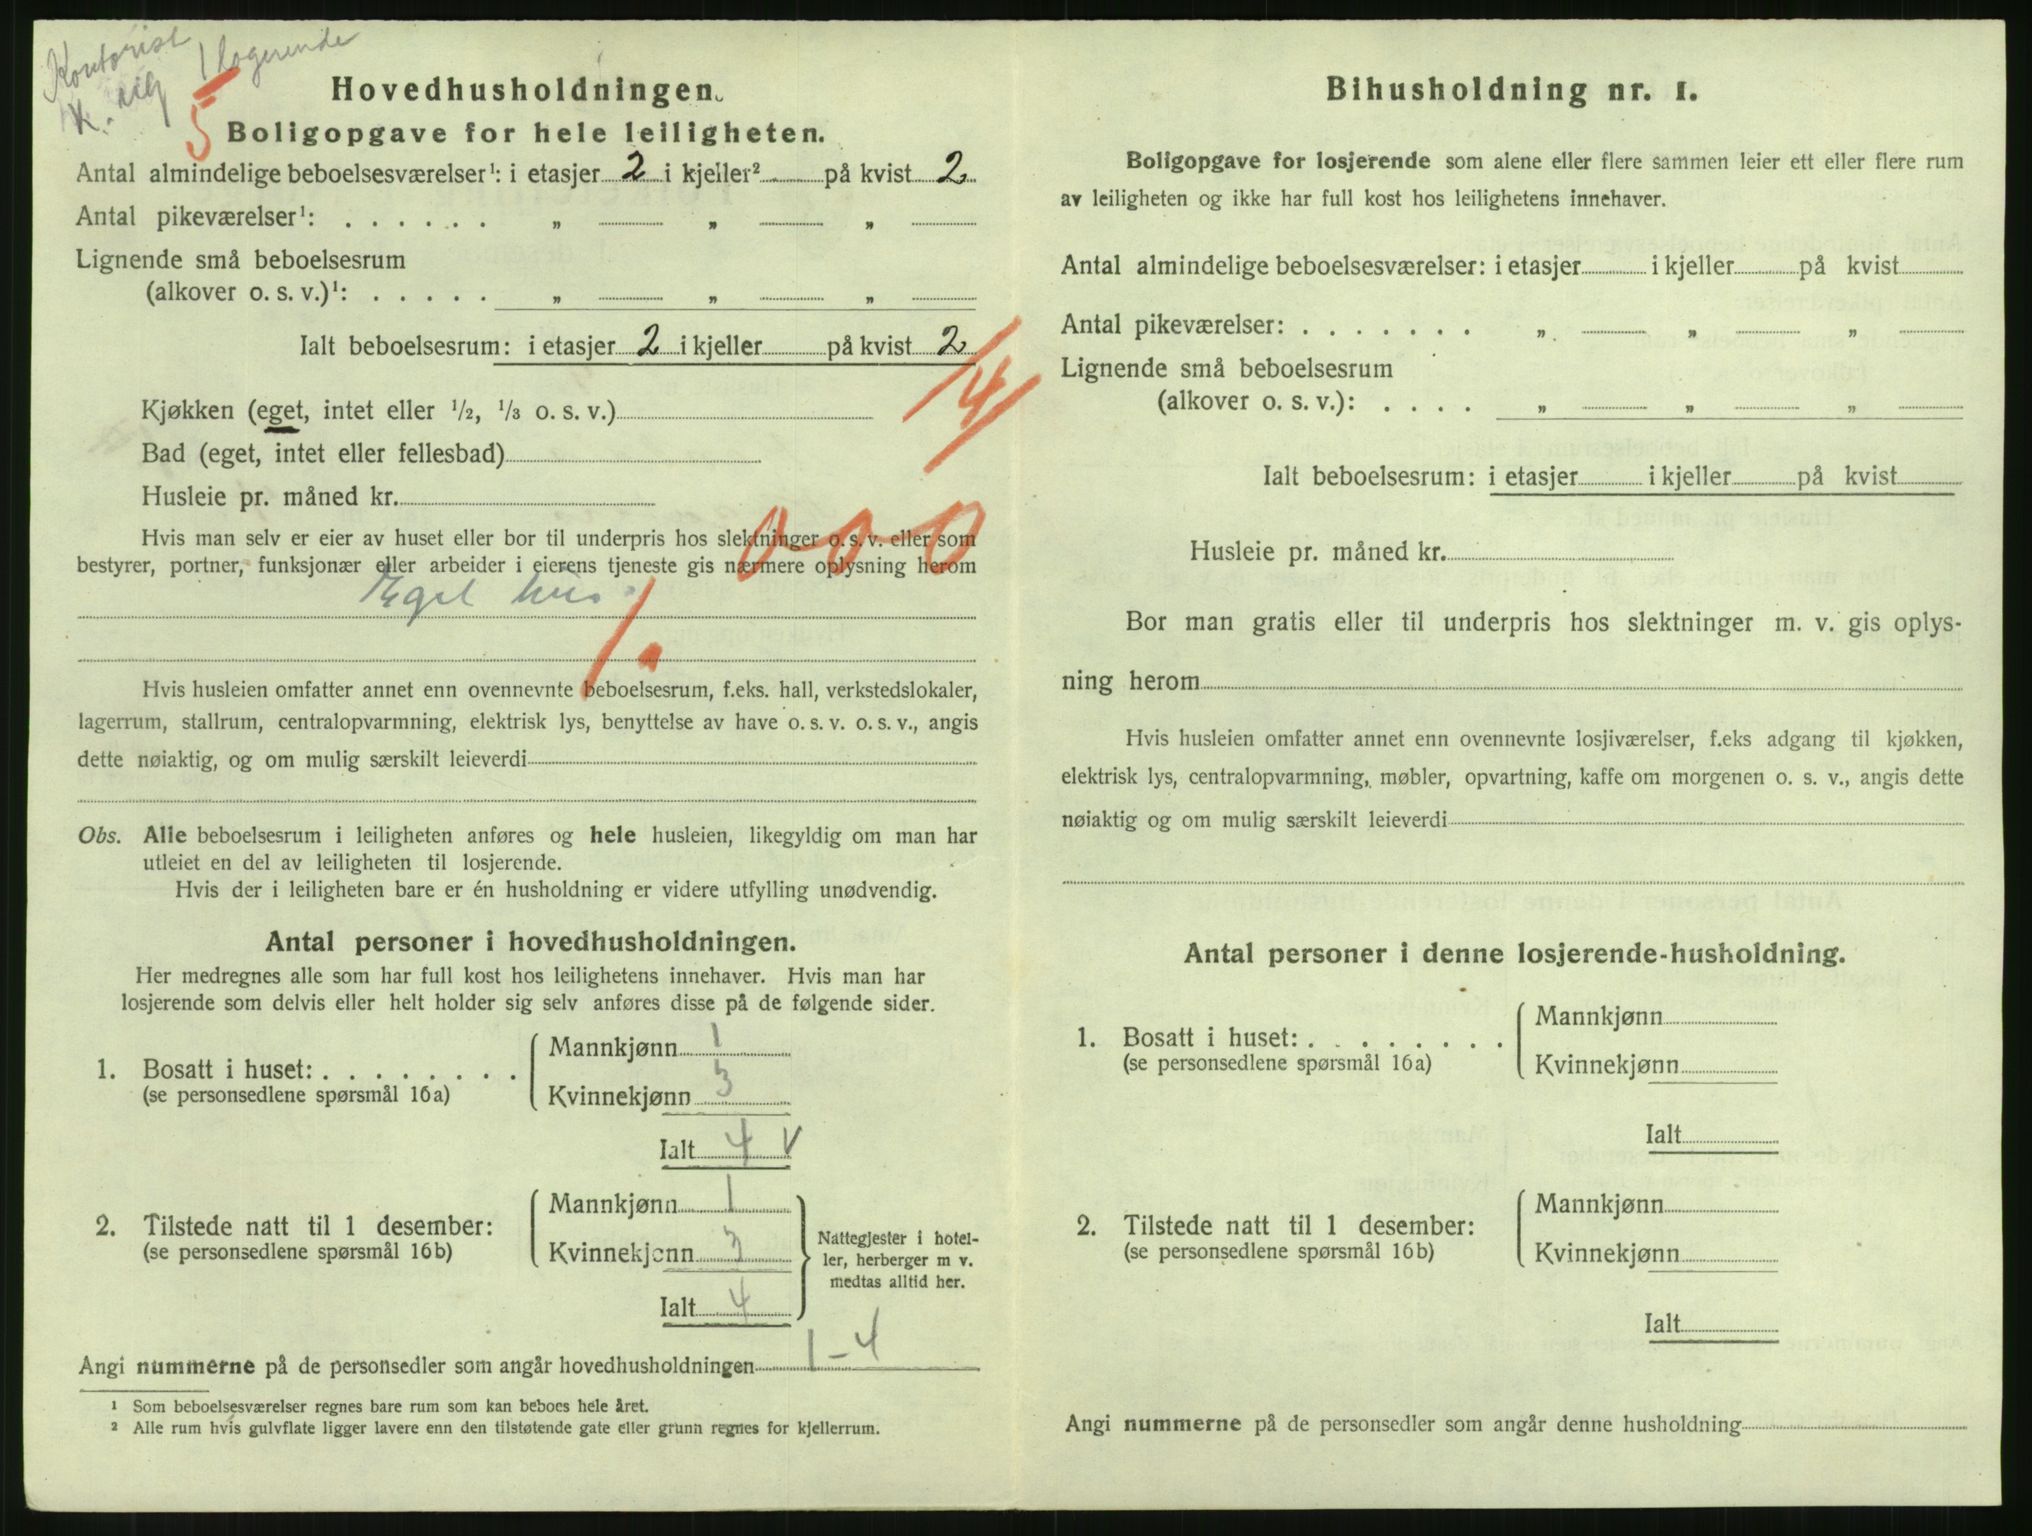 Kontorist
1 logerende
5
Hovedhusholdningen.
Boligopgave for hele leiligheten.
Antal almindelige beboelsesværelser¹: i etasjer 2 i kjeller² på kvist 2
Antal pikeværelser¹: . . . . . . „ „ „
Lignende små beboelsesrum
(alkover o. s. v.)¹: . . . . . „ „ „
Ialt beboelsesrum: i etasjer 2 i kjeller på kvist 2
/4/
Kjøkken (eget, intet eller ½, ⅓ o. s. v.)
Bad (eget, intet eller fellesbad)
Husleie pr. måned kr.
0-0-0
Hvis man selv er eier av huset eller bor til underpris hos slektninger o. s. v. eller som
bestyrer, portner, funksjonær eller arbeider i eierens tjeneste gis nærmere oplysning herom
Eget hus
Hvis husleien omfatter annet enn ovennevnte beboelsesrum, f.eks. hall, verkstedslokaler,
lagerrum, stallrum, centralopvarmning, elektrisk lys, benyttelse av have o. s. v. o. s. v., angis
dette nøiaktig, og om mulig særskilt leieverdi
Obs. Alle beboelsesrum i leiligheten anføres og hele husleien, likegyldig om man har
utleiet en del av leiligheten til losjerende.
Hvis der i leiligheten bare er én husholdning er videre utfylling unødvendig.
Antal personer i hovedhusholdningen.
Her medregnes alle som har full kost hos leilighetens innehaver. Hvis man har
losjerende som delvis eller helt holder sig selv anføres disse på de følgende sider.
Mannkjønn 1
1. Bosatt i huset: . . . . . . . .
(se personsedlene spørsmål 16a)
Kvinnekjønn 3
Ialt 4 V
Mannkjønn 1
2. Tilstede natt til 1 desember:
(se personsedlene spørsmål 16b)
Kvinnekjønn 3
Ialt 4
Nattegjester i hotel-
ler, herberger m v.
medtas alltid her.
Angi nummerne på de personsedler som angår hovedhusholdningen 1-4
¹ Som beboelsesværelser regnes bare rum som kan beboes hele året.
² Alle rum hvis gulvflate ligger lavere enn den tilstøtende gate eller grunn regnes for kjellerrum.
Bihusholdning nr. 1.
Boligopgave for losjerende som alene eller flere sammen leier ett eller flere rum
av leiligheten og ikke har full kost hos leilighetens innehaver.
Antal almindelige beboelsesværelser: i etasjer i kjeller på kvist
Antal pikeværelser: . . . . . . . „ „ „
Lignende små beboelsesrum
(alkover o. s. v.): . . . . „ „ „
Ialt beboelsesrum: i etasjer i kjeller på kvist
Husleie pr. måned kr.
Bor man gratis eller til underpris hos slektninger m. v. gis oplys-
ning herom
Hvis husleien omfatter annet enn ovennevnte losjiværelser, f.eks adgang til kjøkken,
elektrisk lys, centralopvarmning, møbler, opvartning, kaffe om morgenen o. s. v., angis dette
nøiaktig og om mulig særskilt leieverdi
Antal personer i denne losjerende-husholdning.
Mannkjønn
1. Bosatt i huset: . . . . . . . .
(se personsedlene spørsmål 16a)
Kvinnekjønn
Ialt
Mannkjønn
2. Tilstede natt til 1 desember:
(se personsedlene spørsmål 16b)
Kvinnekjønn
Ialt
Angi nummerne på de personsedler som angår denne husholdning